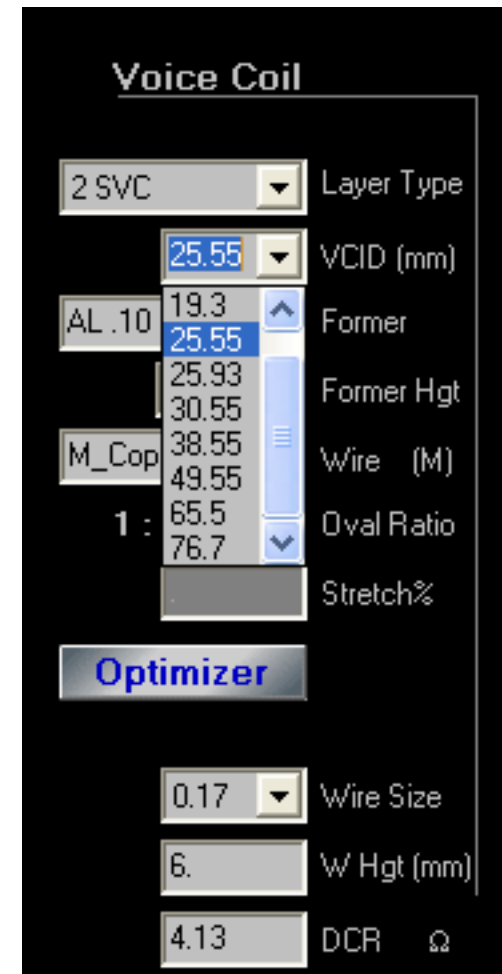 Voice Coil
2 SVC Layer Type
25.55 VCID (mm)
19.3
AL .10 Former
25.55
25.93
Former Hgt
30.55
38.55
M_Cop Wire (M)
49.55
1 : 65.5 Oval Ratio
76.7
Stretch%
Optimizer
0.17 Wire Size
6. W Hgt (mm)
4.13 DCR Ω